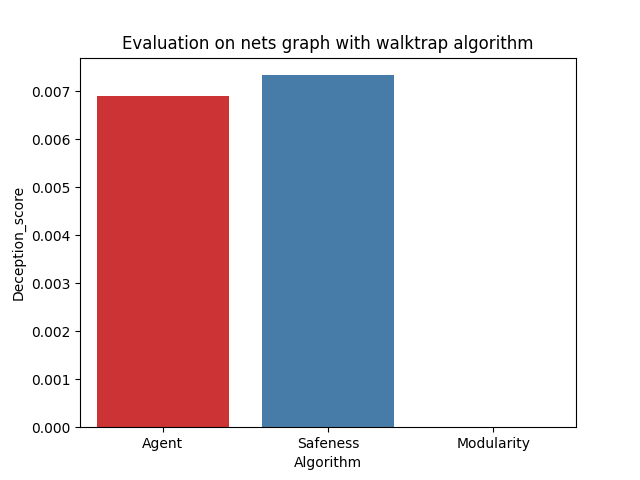 Evaluation on nets graph with walktrap algorithm
Deception_score
0.007
0.006
0.005
0.004
0.003
0.002
0.001
0.000
Agent Safeness Modularity
Algorithm